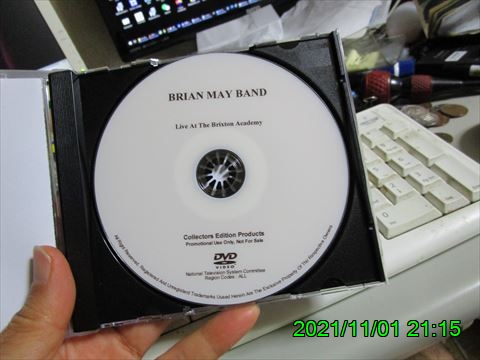 BRIAN MAY BAND
Live At The Brixton Academy
Collectors Edition Products
Promotional Use Only, Not For Sale
DVD
VIDEO
National Television System Committee
Region Codes : ALL
All Right Reserved. Registered And Unregistered Trademarks Used Herein Are The Exclusive Property Of The Respective Owners
2021/11/01 21:15